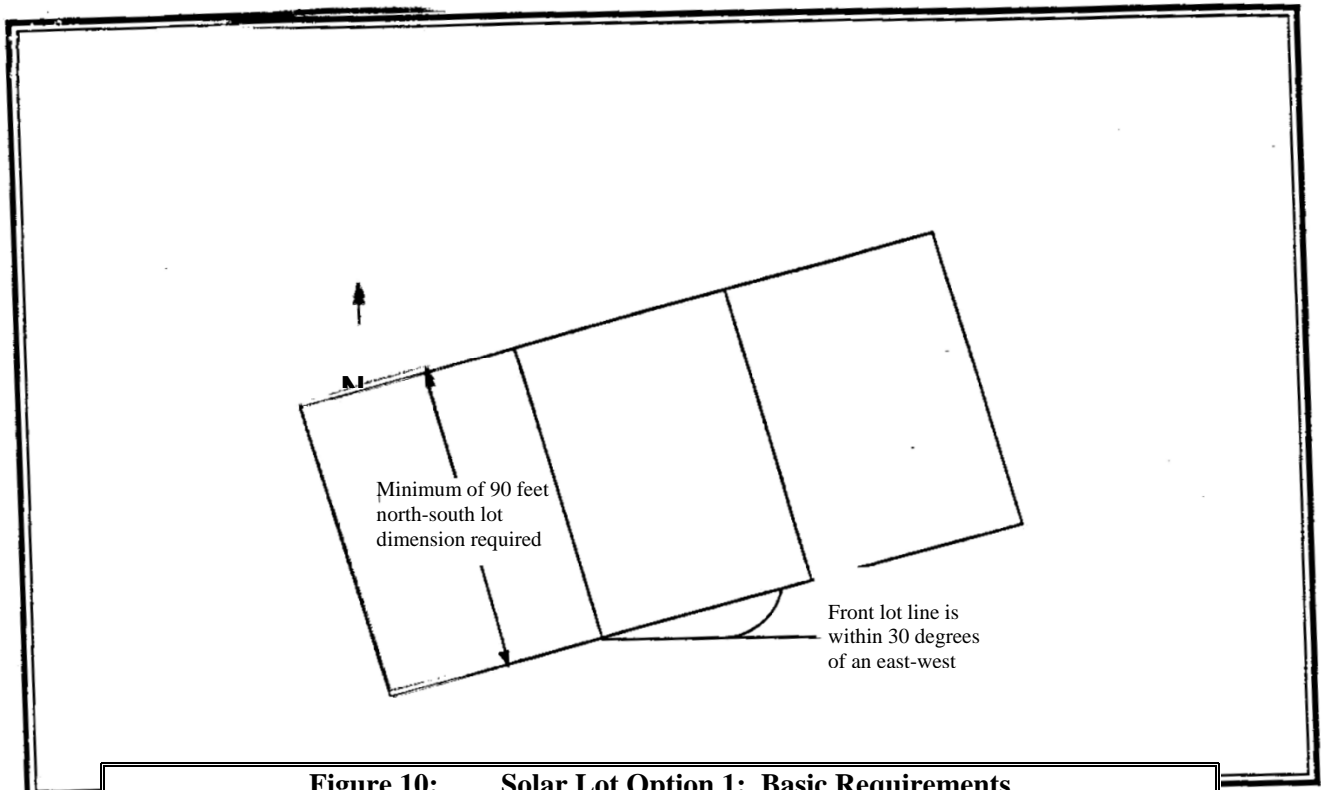 N
Minimum of 90 feet
north-south lot
dimension required
Front lot line is
within 30 degrees
of an east-west
Figure 10: Solar Lot Option 1: Basic Requirements